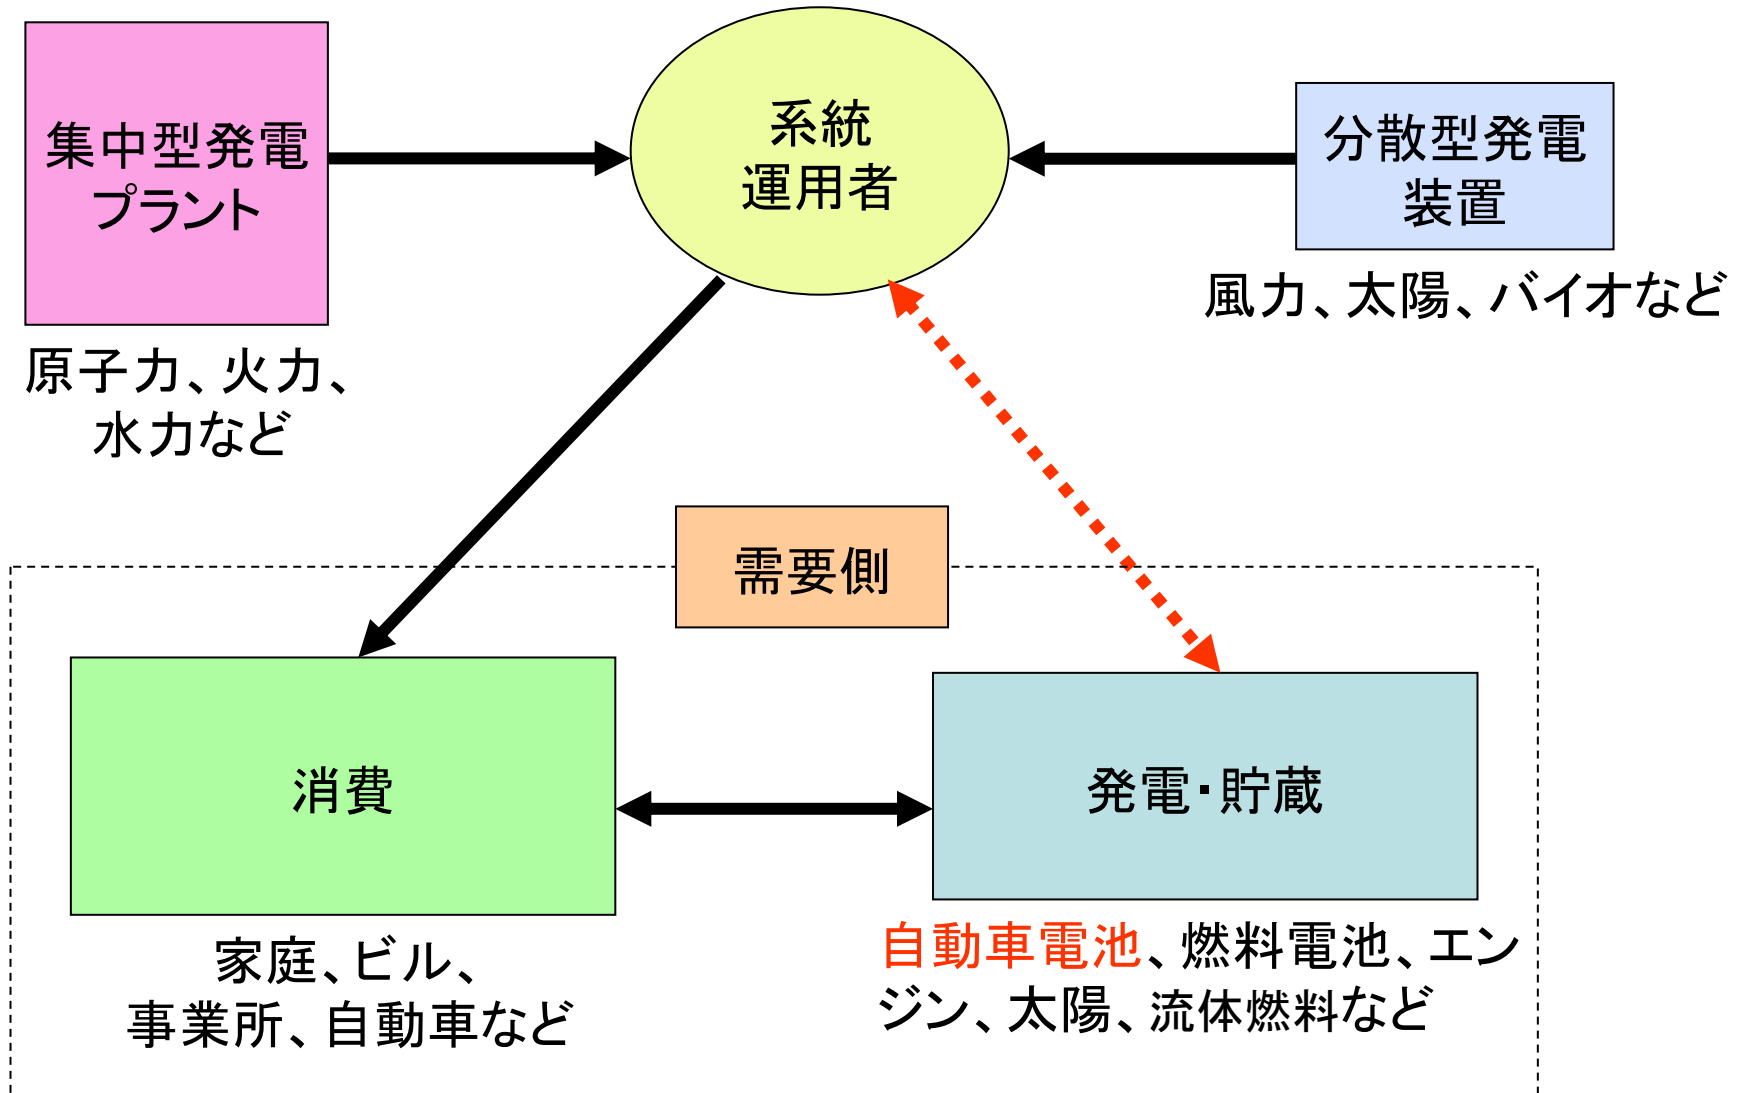 集中型発電
プラント
系統
運用者
分散型発電
装置
風力、太陽、バイオなど
原子力、火力、
水力など
需要側
消費
発電・貯蔵
家庭、ビル、
事業所、自動車など
自動車電池、燃料電池、エン
ジン、太陽、流体燃料など